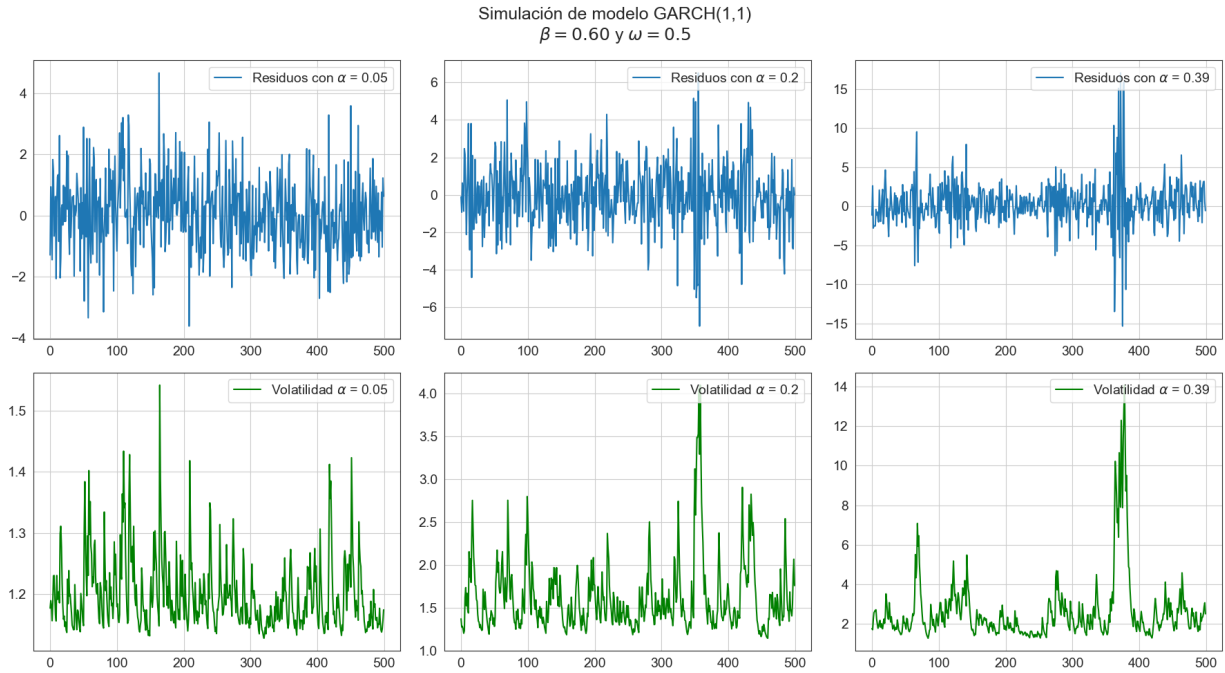 Simulación de modelo GARCH(1,1)
β = 0.60 y ω = 0.5
Residuos con α = 0.05
4
2
0
−2
−4
0 100 200 300 400 500
Residuos con α = 0.2
6
4
2
0
−2
−4
−6
0 100 200 300 400 500
Residuos con α = 0.39
15
10
5
0
−5
−10
−15
0 100 200 300 400 500
Volatilidad α = 0.05
1.5
1.4
1.3
1.2
0 100 200 300 400 500
Volatilidad α = 0.2
4.0
3.5
3.0
2.5
2.0
1.5
1.0
0 100 200 300 400 500
Volatilidad α = 0.39
14
12
10
8
6
4
2
0 100 200 300 400 500